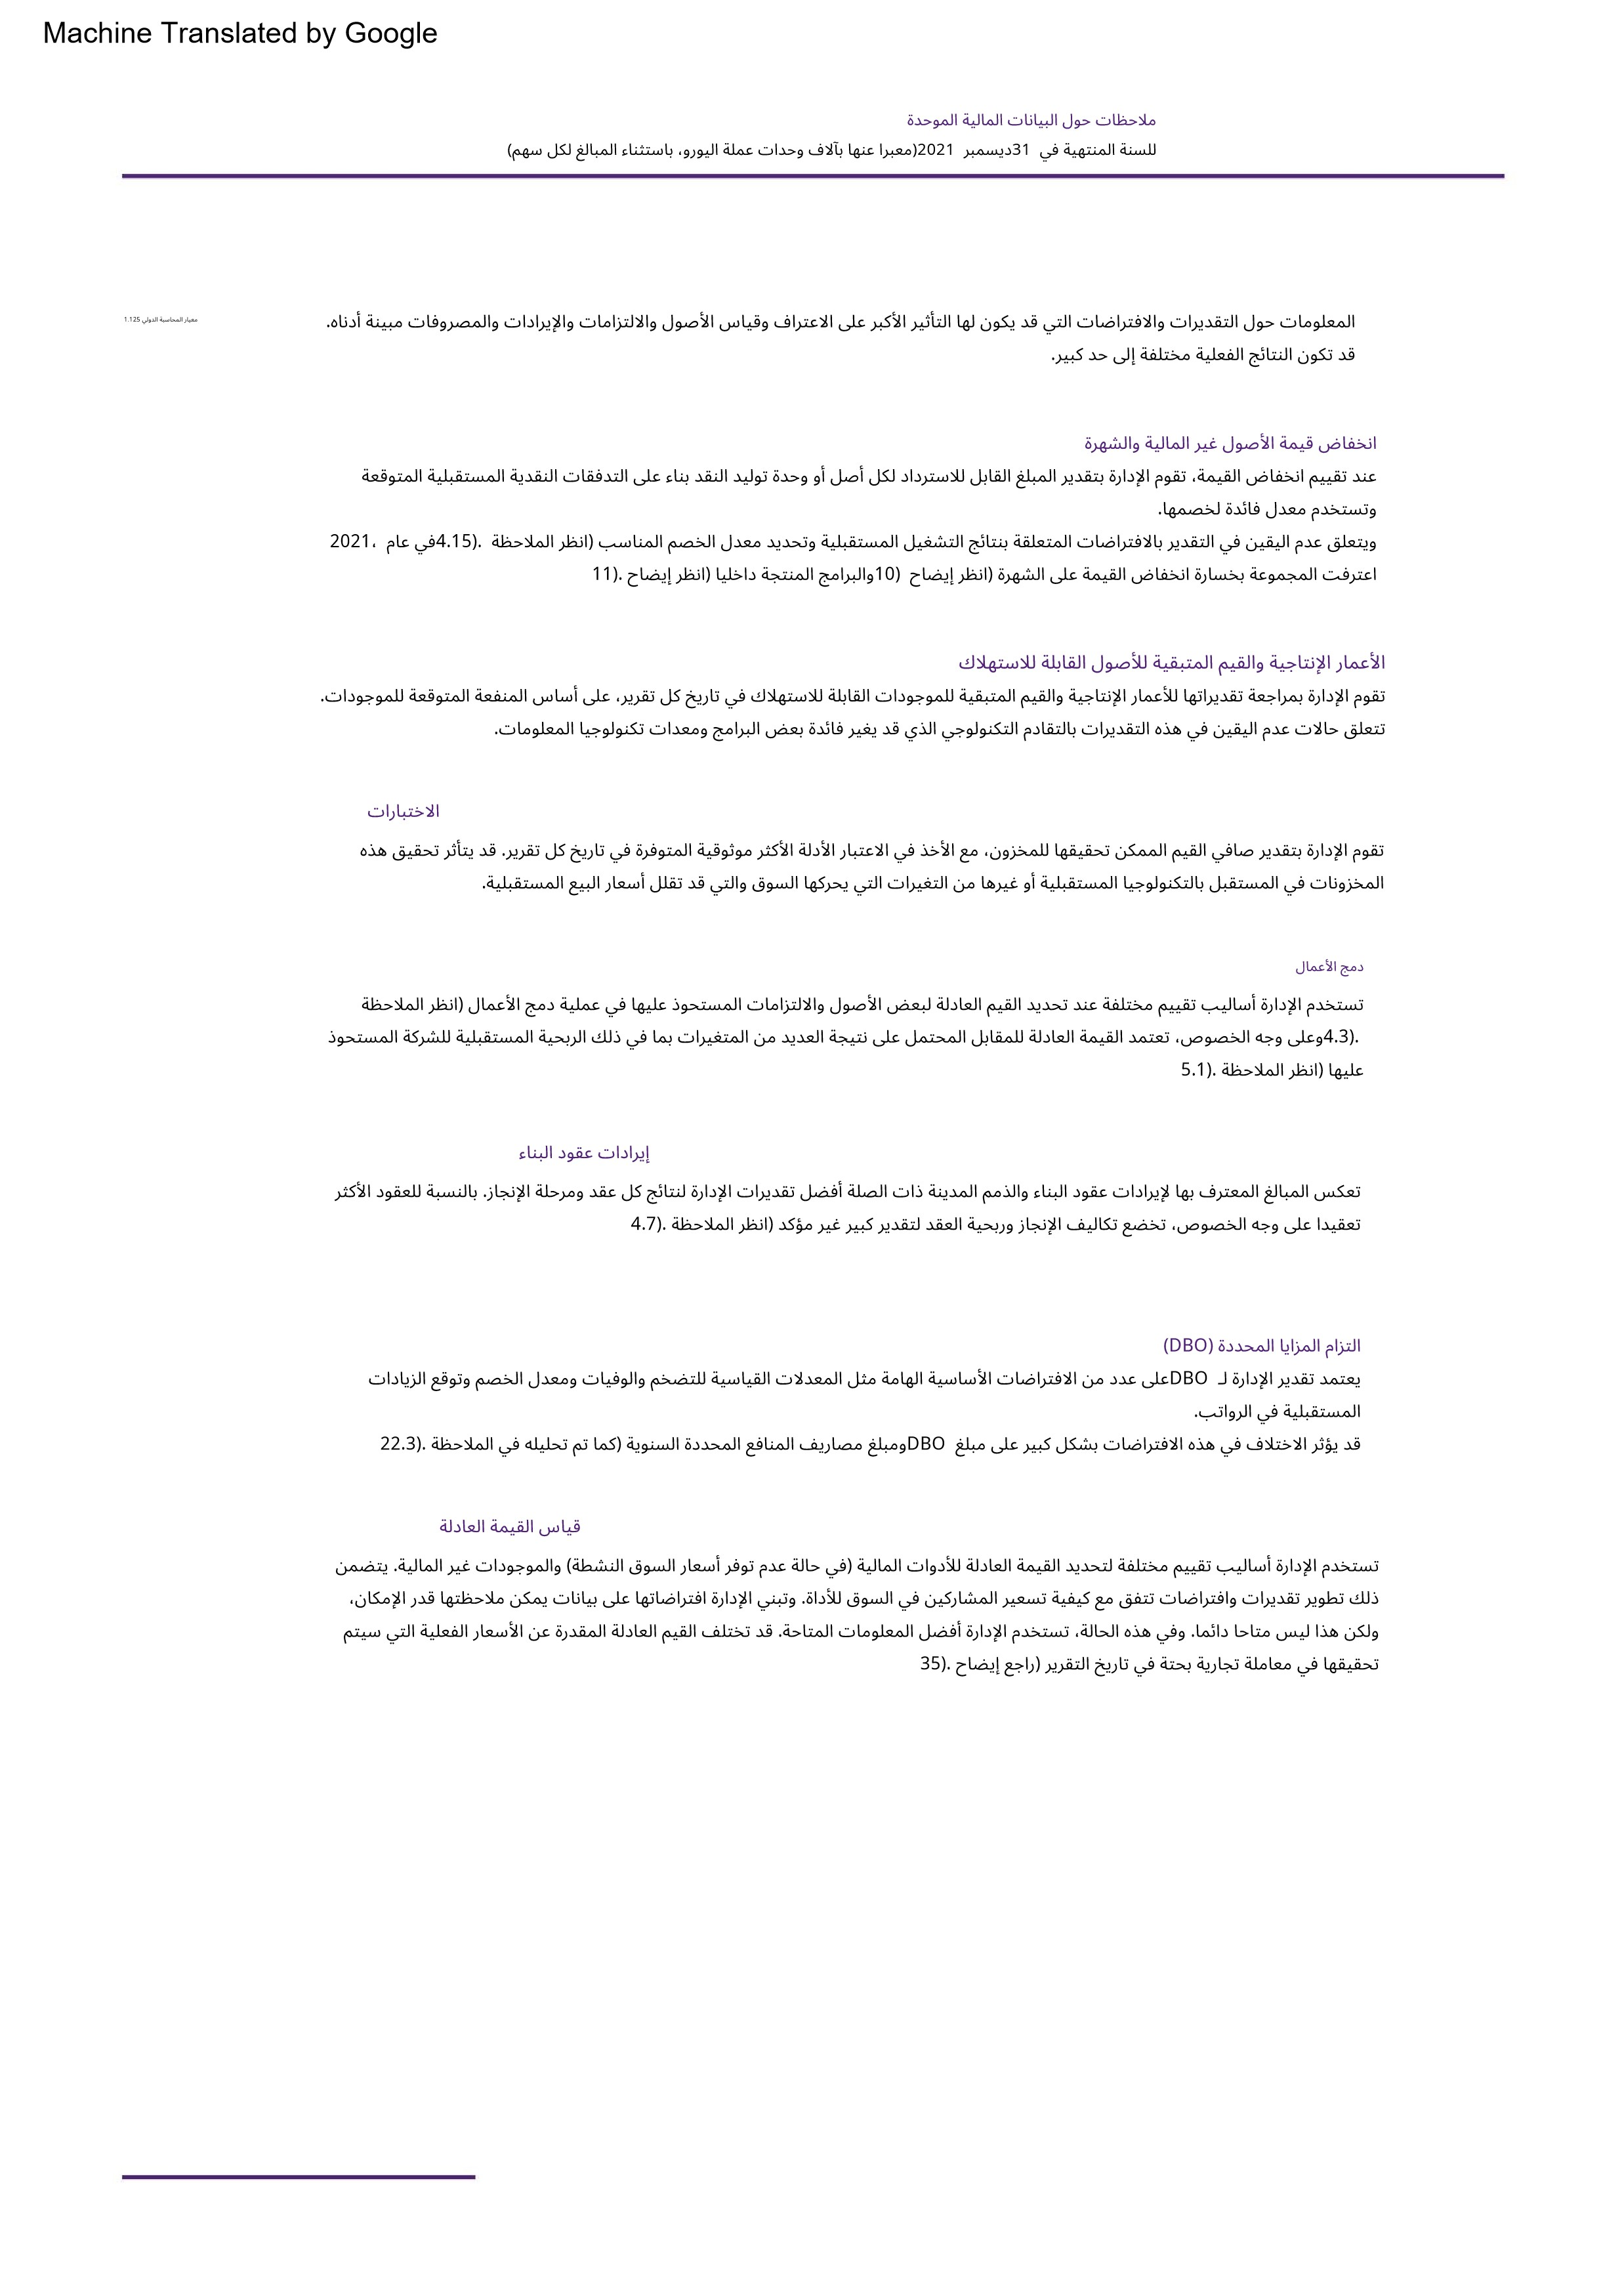 Machine Translated by Google
ملاحظات حول البيانات المالية الموحدة
للسنة المنتهية في 31ديسمبر 2021(معبرا عنها بآلاف وحدات عملة اليورو، باستثناء المبالغ لكل سهم)
معيار المحاسبة الدولي 1.125
المعلومات حول التقديرات والافتراضات التي قد يكون لها التأثير الأكبر على الاعتراف وقياس الأصول والالتزامات والإيرادات والمصروفات مبينة أدناه.
قد تكون النتائج الفعلية مختلفة إلى حد كبير.
انخفاض قيمة الأصول غير المالية والشهرة
عند تقييم انخفاض القيمة، تقوم الإدارة بتقدير المبلغ القابل للاسترداد لكل أصل أو وحدة توليد النقد بناء على التدفقات النقدية المستقبلية المتوقعة
وتستخدم معدل فائدة لخصمها.
ويتعلق عدم اليقين في التقدير بالافتراضات المتعلقة بنتائج التشغيل المستقبلية وتحديد معدل الخصم المناسب (انظر الملاحظة .(4.15في عام 2021،
اعترفت المجموعة بخسارة انخفاض القيمة على الشهرة (انظر إيضاح (10والبرامج المنتجة داخليا (انظر إيضاح .(11
الأعمار الإنتاجية والقيم المتبقية للأصول القابلة للاستهلاك
تقوم الإدارة بمراجعة تقديراتها للأعمار الإنتاجية والقيم المتبقية للموجودات القابلة للاستهلاك في تاريخ كل تقرير، على أساس المنفعة المتوقعة للموجودات.
تتعلق حالات عدم اليقين في هذه التقديرات بالتقادم التكنولوجي الذي قد يغير فائدة بعض البرامج ومعدات تكنولوجيا المعلومات.
الاختبارات
تقوم الإدارة بتقدير صافي القيم الممكن تحقيقها للمخزون، مع الأخذ في الاعتبار الأدلة الأكثر موثوقية المتوفرة في تاريخ كل تقرير. قد يتأثر تحقيق هذه
المخزونات في المستقبل بالتكنولوجيا المستقبلية أو غيرها من التغيرات التي يحركها السوق والتي قد تقلل أسعار البيع المستقبلية.
دمج الأعمال
تستخدم الإدارة أساليب تقييم مختلفة عند تحديد القيم العادلة لبعض الأصول والالتزامات المستحوذ عليها في عملية دمج الأعمال (انظر الملاحظة
.(4.3وعلى وجه الخصوص، تعتمد القيمة العادلة للمقابل المحتمل على نتيجة العديد من المتغيرات بما في ذلك الربحية المستقبلية للشركة المستحوذ
عليها (انظر الملاحظة .(5.1
إيرادات عقود البناء
تعكس المبالغ المعترف بها لإيرادات عقود البناء والذمم المدينة ذات الصلة أفضل تقديرات الإدارة لنتائج كل عقد ومرحلة الإنجاز. بالنسبة للعقود الأكثر
تعقيدا على وجه الخصوص، تخضع تكاليف الإنجاز وربحية العقد لتقدير كبير غير مؤكد (انظر الملاحظة .(4.7
التزام المزايا المحددة (DBO)
يعتمد تقدير الإدارة لـ DBOعلى عدد من الافتراضات الأساسية الهامة مثل المعدلات القياسية للتضخم والوفيات ومعدل الخصم وتوقع الزيادات
المستقبلية في الرواتب.
قد يؤثر الاختلاف في هذه الافتراضات بشكل كبير على مبلغ DBOومبلغ مصاريف المنافع المحددة السنوية (كما تم تحليله في الملاحظة .(22.3
قياس القيمة العادلة
تستخدم الإدارة أساليب تقييم مختلفة لتحديد القيمة العادلة للأدوات المالية (في حالة عدم توفر أسعار السوق النشطة) والموجودات غير المالية. يتضمن
ذلك تطوير تقديرات وافتراضات تتفق مع كيفية تسعير المشاركين في السوق للأداة. وتبني الإدارة افتراضاتها على بيانات يمكن ملاحظتها قدر الإمكان،
ولكن هذا ليس متاحا دائما. وفي هذه الحالة، تستخدم الإدارة أفضل المعلومات المتاحة. قد تختلف القيم العادلة المقدرة عن الأسعار الفعلية التي سيتم
تحقيقها في معاملة تجارية بحتة في تاريخ التقرير (راجع إيضاح .(35